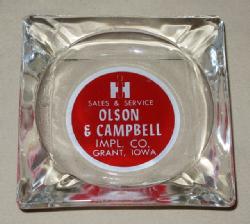 IH
SALES & SERVICE
OLSON
& CAMPBELL
IMPL. CO.
GRANT, IOWA